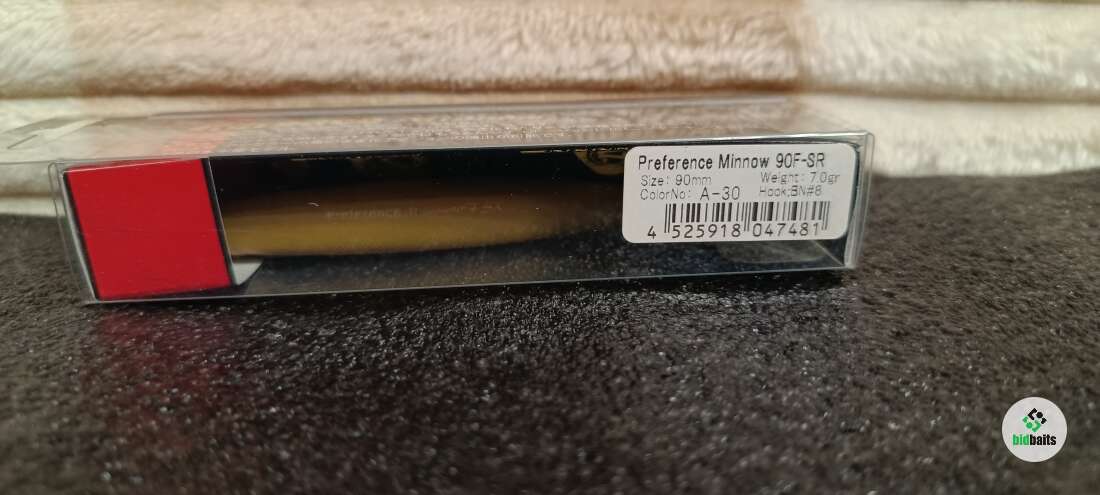 Preference Minnow 90F-SR
Size: 90mm Weight: 7.0gr
ColorNo: A-30 Hook:BN#8
4 525918 047481
bidbaits